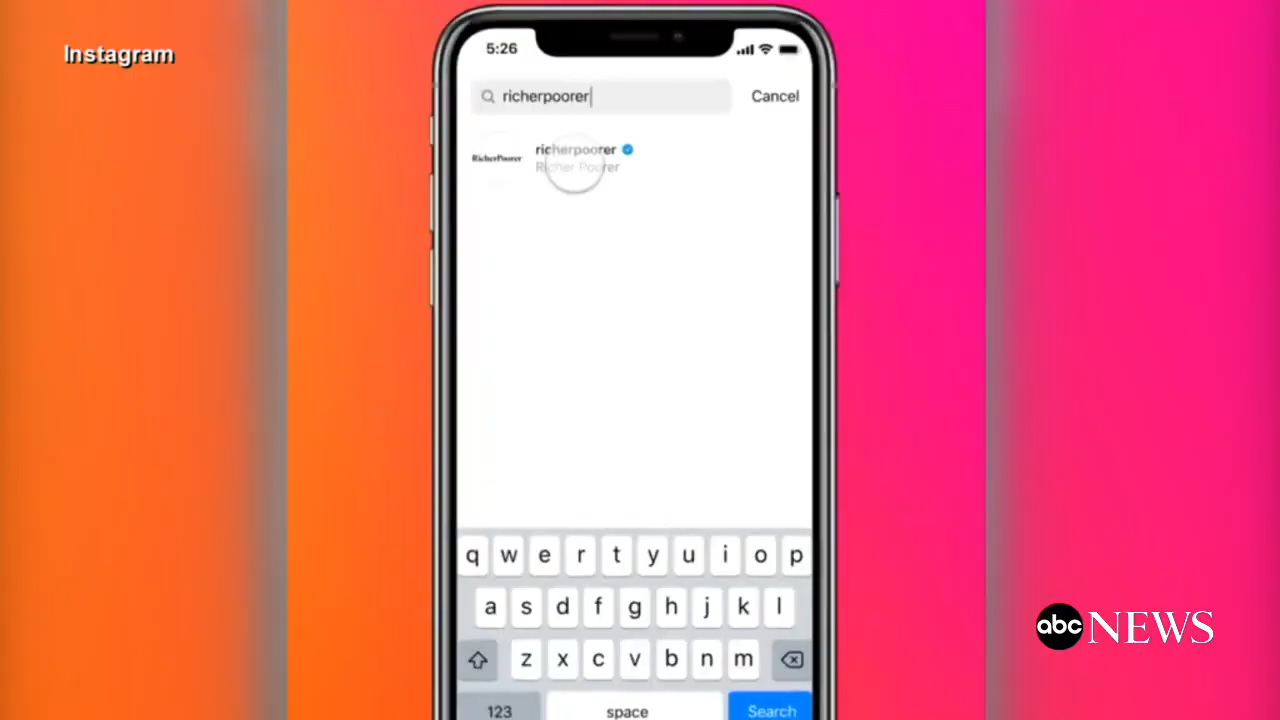 Instagram
5:26
richerpoorer
Cancel
RicherPoorer
richerpoorer
Richer Poorer
q w e r t y u i o p
a s d f g h j k l
z x c v b n m
123 space Search
abc NEWS